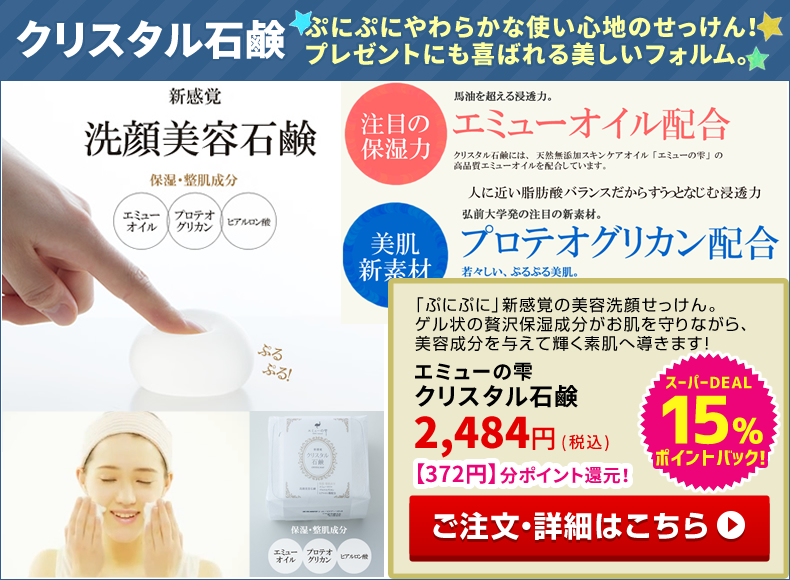 クリスタル石鹸
ぷにぷにやわらかな使い心地のせっけん!
プレゼントにも喜ばれる美しいフォルム。
新感覚
洗顔美容石鹸
保湿・整肌成分
エミュー
オイル
プロテオ
グリカン
ヒアルロン酸
ぷる
ぷる!
注目の
保湿力
馬油を超える浸透力。
エミューオイル配合
クリスタル石鹸には、天然無添加スキンケアオイル「エミューの雫」の
高品質エミューオイルを配合しています。
人に近い脂肪酸バランスだからすうっとなじむ浸透力
美肌
新素材
弘前大学発の注目の新素材。
プロテオグリカン配合
若々しい、ぷるぷる美肌。
「ぷにぷに」新感覚の美容洗顔せっけん。
ゲル状の贅沢保湿成分がお肌を守りながら、
美容成分を与えて輝く素肌へ導きます!
エミューの雫
クリスタル石鹸
2,484円(税込)
【372円】分ポイント還元!
スーパーDEAL
15%
ポイントバック!
ご注文・詳細はこちら
エミューの雫
クリスタル
石鹸
保湿・整肌成分
エミュー
オイル
プロテオ
グリカン
ヒアルロン酸